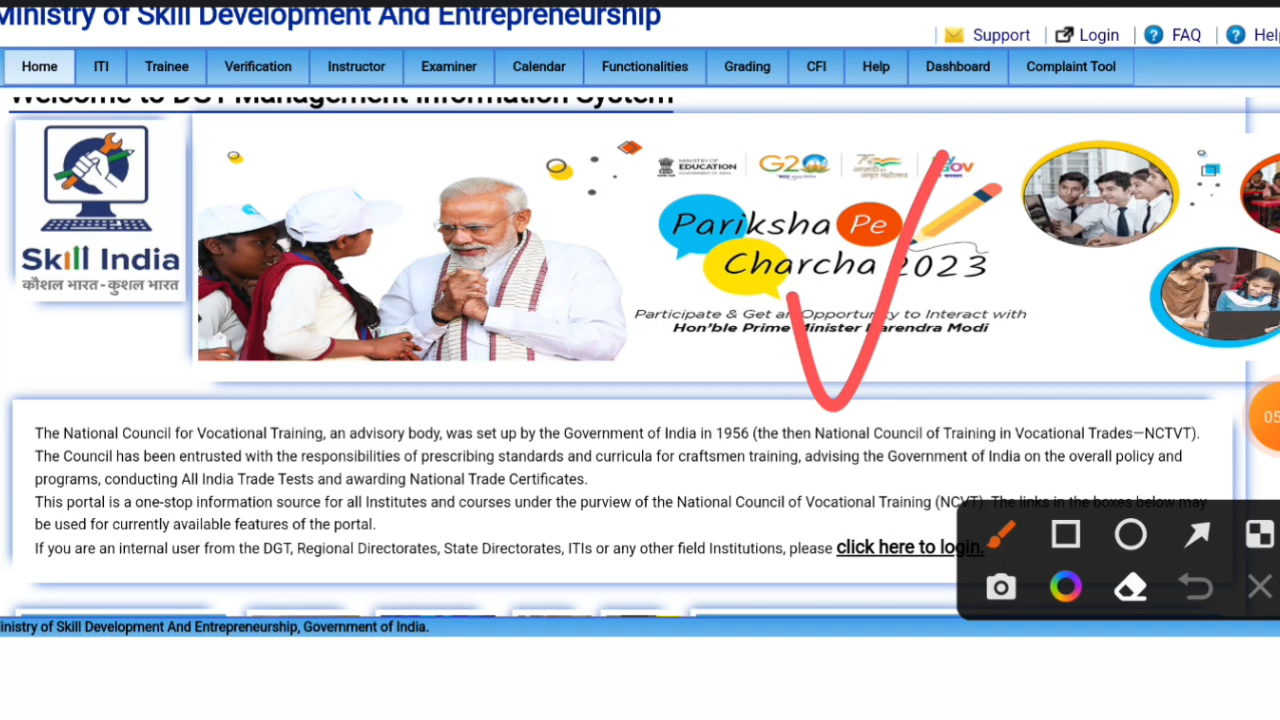 Ministry of Skill Development And Entrepreneurship
Support Login FAQ Help
Home ITI Trainee Verification Instructor Examiner Calendar Functionalities Grading CFI Help Dashboard Complaint Tool
Welcome to DGT Management Information System
MINISTRY OF
EDUCATION
G20
Pariksha Pe
Charcha 2023
Skill India
कौशल भारत-कुशल भारत
Participate & Get an Opportunity to Interact with
Hon'ble Prime Minister Narendra Modi
The National Council for Vocational Training, an advisory body, was set up by the Government of India in 1956 (the then National Council of Training in Vocational Trades—NCTVT).
The Council has been entrusted with the responsibilities of prescribing standards and curricula for craftsmen training, advising the Government of India on the overall policy and
programs, conducting All India Trade Tests and awarding National Trade Certificates.
This portal is a one-stop information source for all Institutes and courses under the purview of the National Council of Vocational Training (NCVT). The links in the boxes below may
be used for currently available features of the portal.
If you are an internal user from the DGT, Regional Directorates, State Directorates, ITIs or any other field Institutions, please click here to login.
05
inistry of Skill Development And Entrepreneurship, Government of India.